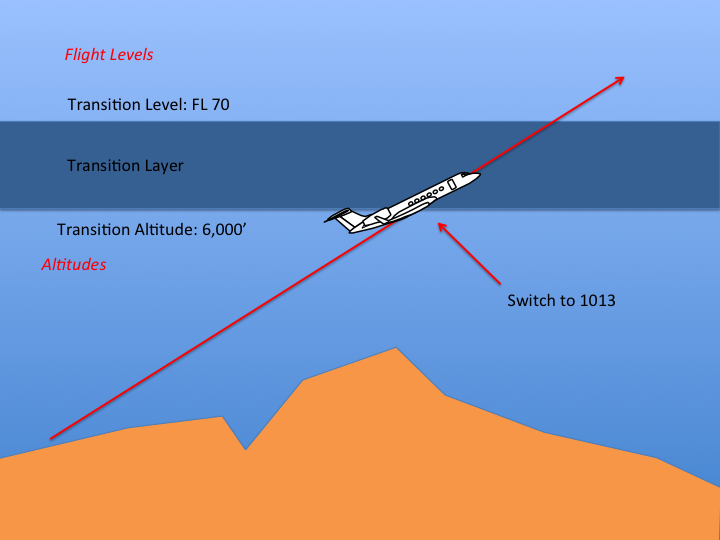 Flight Levels
Transition Level: FL 70
Transition Layer
Transition Altitude: 6,000’
Altitudes
Switch to 1013